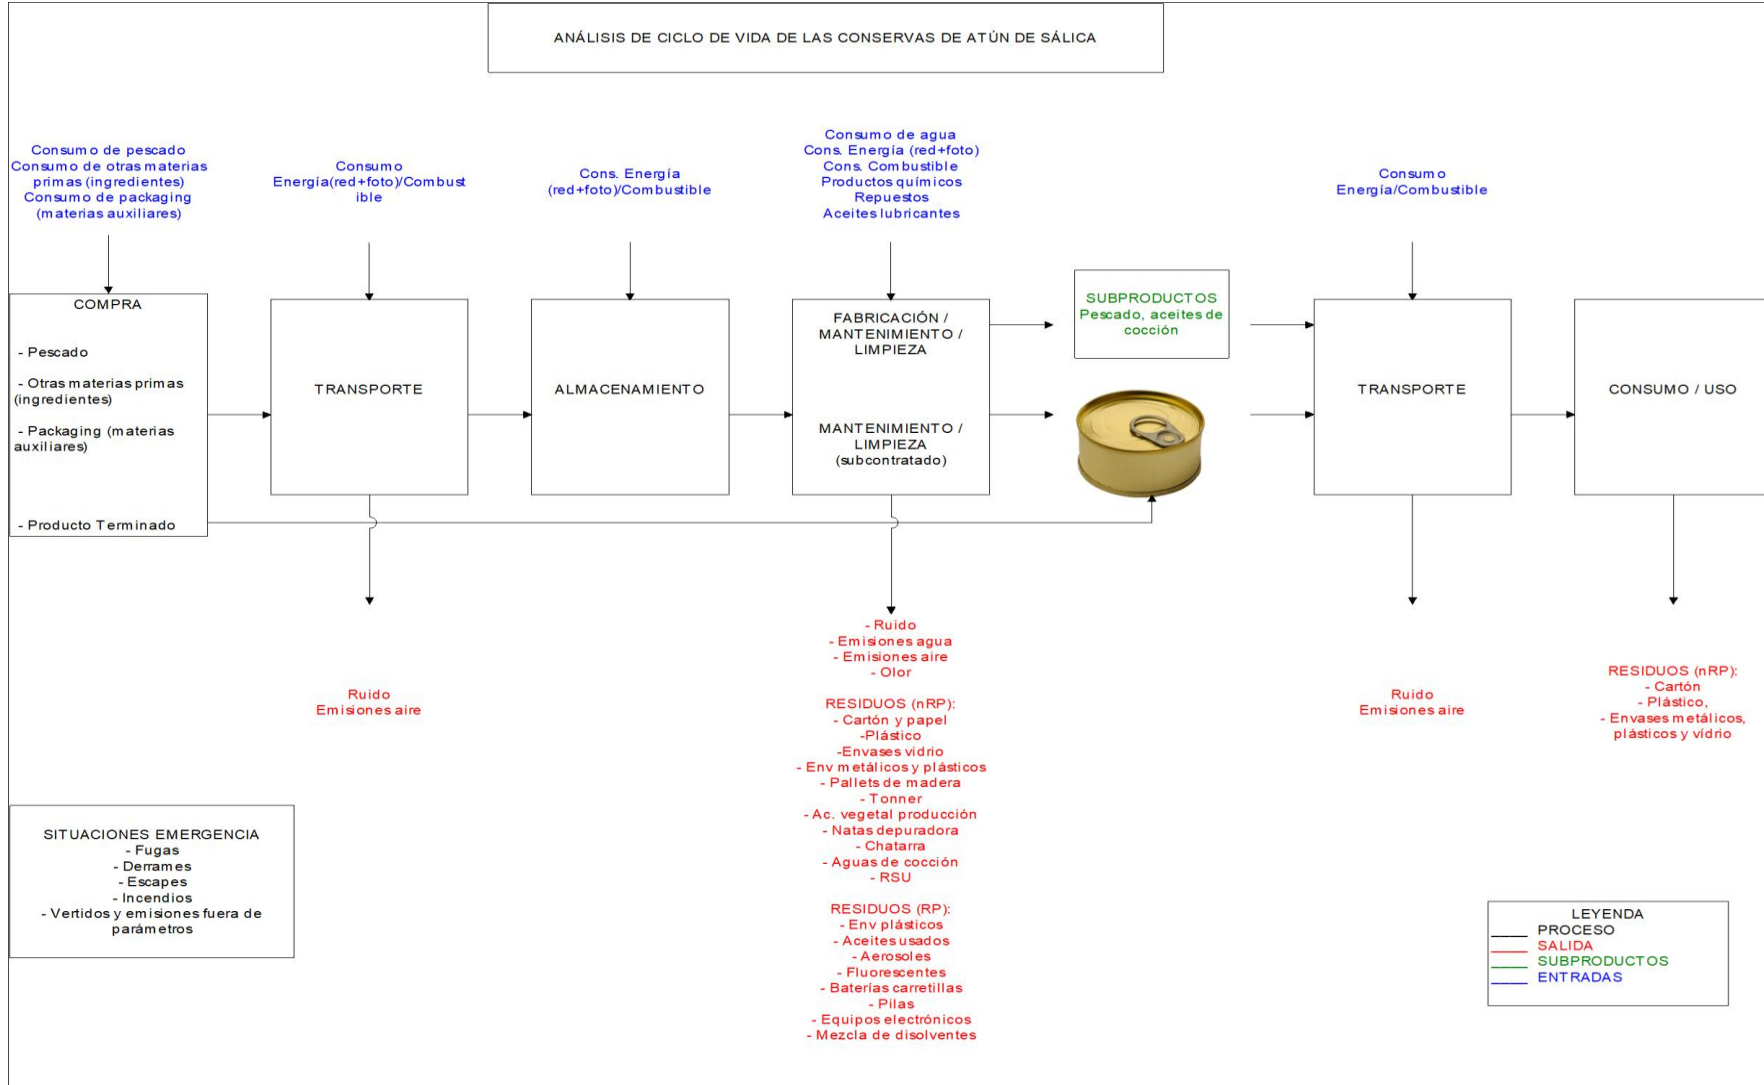 ANÁLISIS DE CICLO DE VIDA DE LAS CONSERVAS DE ATÚN DE SÁLICA
Consumo de pescado
Consumo de otras materias
primas (ingredientes)
Consumo de packaging
(materias auxiliares)
Consumo
Energía(red+foto)/Combust
ible
Cons. Energía
(red+foto)/Combustible
Consumo de agua
Cons. Energía (red+foto)
Cons. Combustible
Productos químicos
Repuestos
Aceites lubricantes
Consumo
Energía/Combustible
COMPRA
- Pescado
- Otras materias primas
(ingredientes)
- Packaging (materias
auxiliares)
- Producto Terminado
TRANSPORTE
ALMACENAMIENTO
FABRICACIÓN /
MANTENIMIENTO /
LIMPIEZA
MANTENIMIENTO /
LIMPIEZA
(subcontratado)
SUBPRODUCTOS
Pescado, aceites de
cocción
TRANSPORTE
CONSUMO / USO
Ruido
Emisiones aire
- Ruido
- Emisiones agua
- Emisiones aire
- Olor
RESIDUOS (nRP):
- Cartón y papel
-Plástico
-Envases vidrio
- Env metálicos y plásticos
- Pallets de madera
- Tonner
- Ac. vegetal producción
- Natas depuradora
- Chatarra
- Aguas de cocción
- RSU
RESIDUOS (RP):
- Env plásticos
- Aceites usados
- Aerosoles
- Fluorescentes
- Baterías carretillas
- Pilas
- Equipos electrónicos
- Mezcla de disolventes
Ruido
Emisiones aire
RESIDUOS (nRP):
- Cartón
- Plástico,
- Envases metálicos,
plásticos y vídrio
SITUACIONES EMERGENCIA
- Fugas
- Derrames
- Escapes
- Incendios
- Vertidos y emisiones fuera de
parámetros
LEYENDA
PROCESO
SALIDA
SUBPRODUCTOS
ENTRADAS